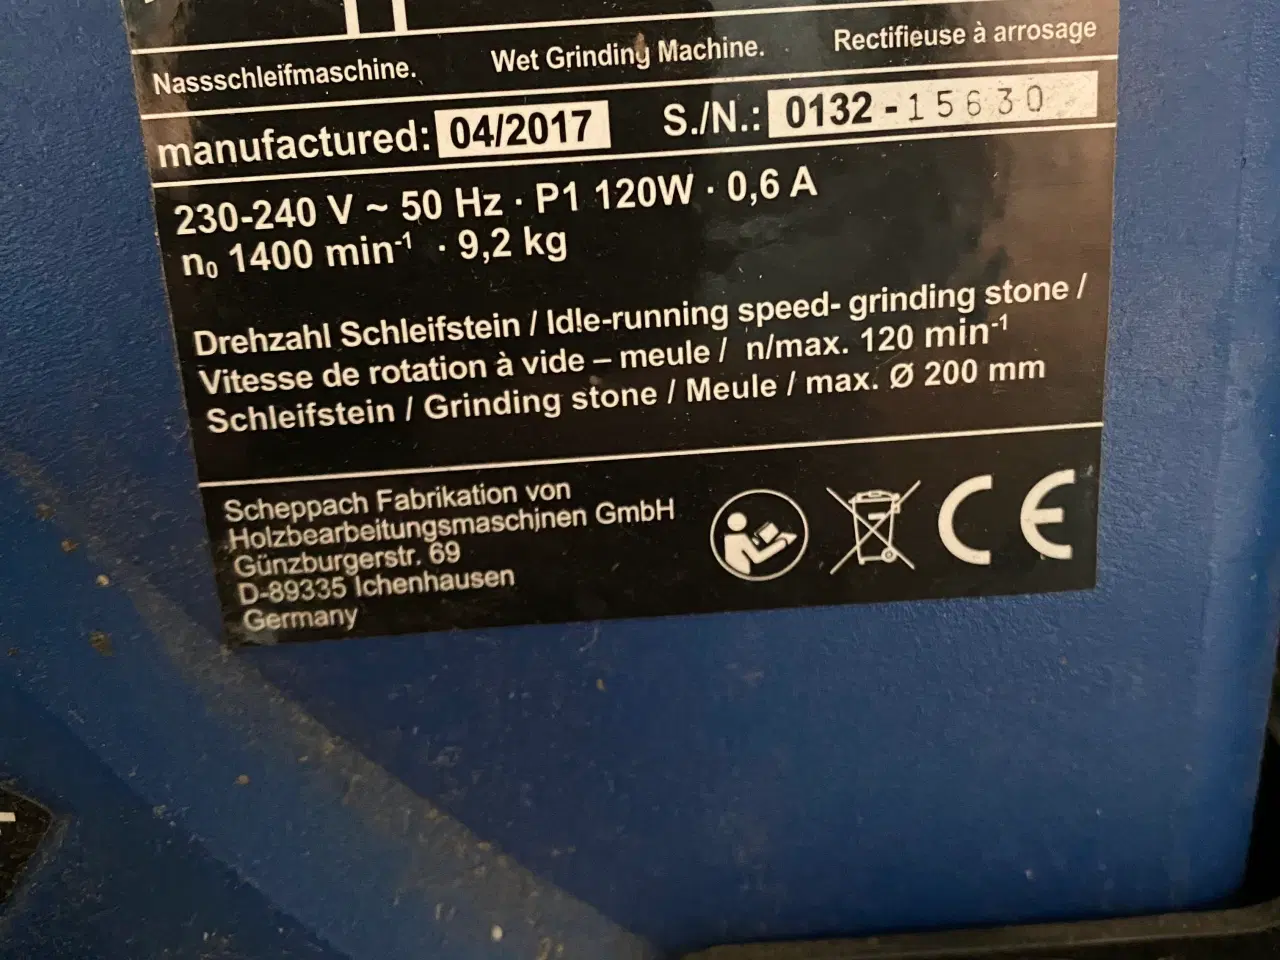 Nassschleifmaschine. Wet Grinding Machine. Rectifieuse à arrosage
manufactured: 04/2017 S./N.: 0132 - 15630
230-240 V ~ 50 Hz · P1 120W · 0,6 A
n₀ 1400 min⁻¹ · 9,2 kg
Drehzahl Schleifstein / Idle-running speed- grinding stone /
Vitesse de rotation à vide – meule / n/max. 120 min⁻¹
Schleifstein / Grinding stone / Meule / max. Ø 200 mm
Scheppach Fabrikation von
Holzbearbeitungsmaschinen GmbH
Günzburgerstr. 69
D-89335 Ichenhausen
Germany
CE